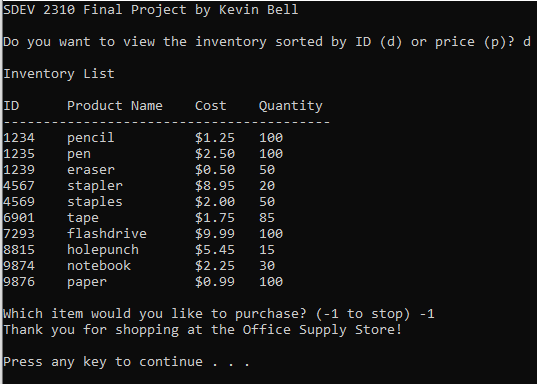 SDEV 2310 Final Project by Kevin Bell
Do you want to view the inventory sorted by ID (d) or price (p)? d
Inventory List
ID Product Name Cost Quantity
-----------------------------------------
1234 pencil $1.25 100
1235 pen $2.50 100
1239 eraser $0.50 50
4567 stapler $8.95 20
4569 staples $2.00 50
6901 tape $1.75 85
7293 flashdrive $9.99 100
8815 holepunch $5.45 15
9874 notebook $2.25 30
9876 paper $0.99 100
Which item would you like to purchase? (-1 to stop) -1
Thank you for shopping at the Office Supply Store!
Press any key to continue . . .